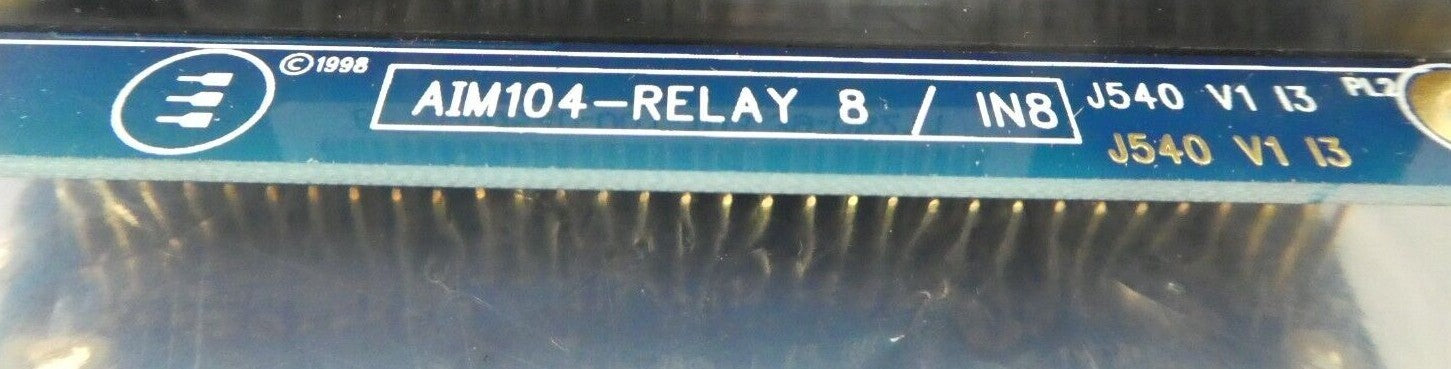 ©1998
AIM104-RELAY 8 / IN8
J540 V1 I3
PL2
J540 V1 I3